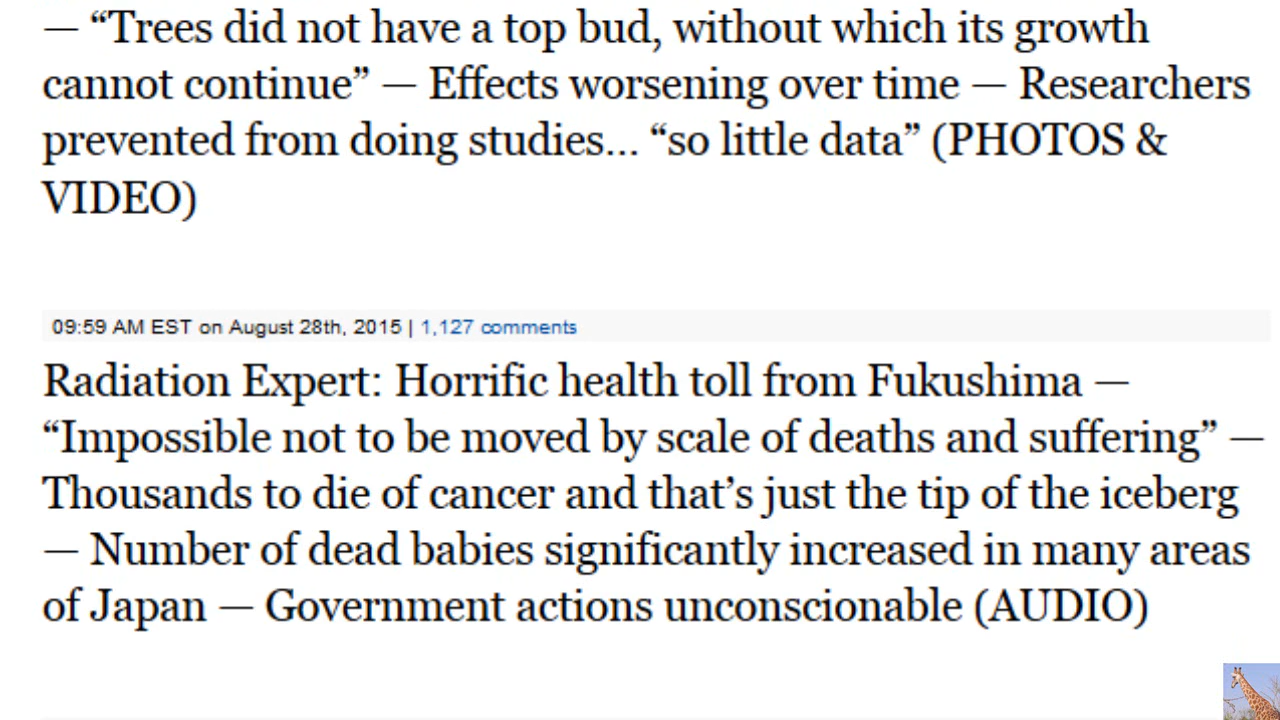 — “Trees did not have a top bud, without which its growth
cannot continue” — Effects worsening over time — Researchers
prevented from doing studies… “so little data” (PHOTOS &
VIDEO)
09:59 AM EST on August 28th, 2015 | 1,127 comments
Radiation Expert: Horrific health toll from Fukushima —
“Impossible not to be moved by scale of deaths and suffering” —
Thousands to die of cancer and that’s just the tip of the iceberg
— Number of dead babies significantly increased in many areas
of Japan — Government actions unconscionable (AUDIO)